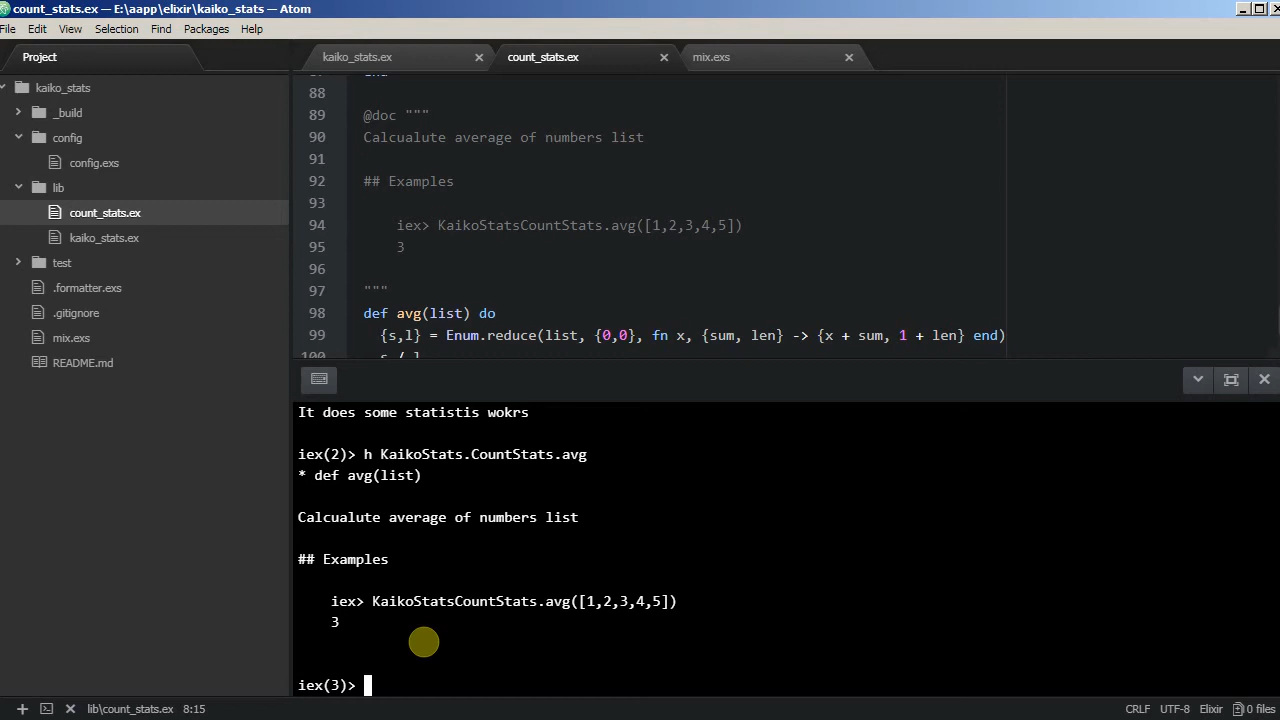 count_stats.ex — E:\aapp\elixir\kaiko_stats — Atom
File Edit View Selection Find Packages Help
Project
kaiko_stats.ex
count_stats.ex
mix.exs
kaiko_stats
_build
config
config.exs
lib
count_stats.ex
kaiko_stats.ex
test
.formatter.exs
.gitignore
mix.exs
README.md
87 end
88
89 @doc """
90 Calcualute average of numbers list
91
92 ## Examples
93
94 iex> KaikoStatsCountStats.avg([1,2,3,4,5])
95 3
96
97 """
98 def avg(list) do
99 {s,l} = Enum.reduce(list, {0,0}, fn x, {sum, len} -> {x + sum, 1 + len} end)
100 s / l
It does some statistis wokrs
iex(2)> h KaikoStats.CountStats.avg
* def avg(list)
Calcualute average of numbers list
## Examples
iex> KaikoStatsCountStats.avg([1,2,3,4,5])
3
iex(3)>
lib\count_stats.ex 8:15 CRLF UTF-8 Elixir 0 files